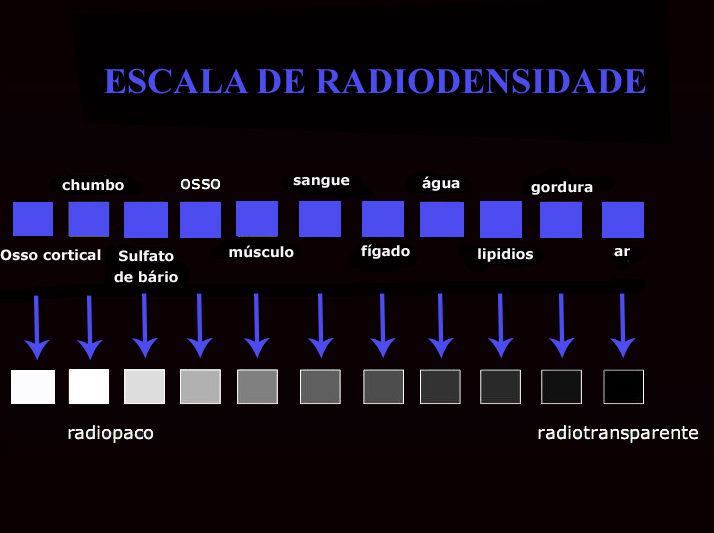 ESCALA DE RADIODENSIDADE
chumbo
osso
sangue
água
gordura
Osso cortical
Sulfato
de bário
músculo
fígado
lipidios
ar
radiopaco
radiotransparente